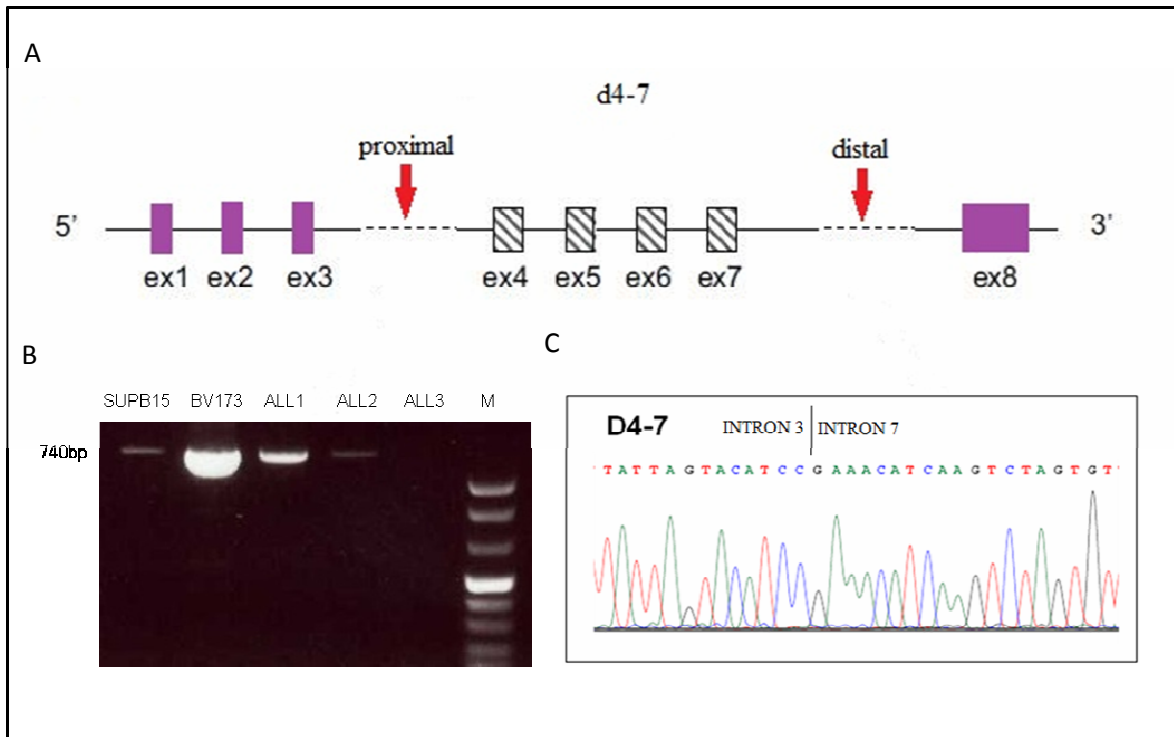 A
d4-7
proximal
distal
5’
3’
ex1 ex2 ex3 ex4 ex5 ex6 ex7 ex8
B
C
SUPB15 BV173 ALL1 ALL2 ALL3 M
740bp
D4-7 INTRON 3 INTRON 7
TATTAGTACATCCGAAACATCAAGTCTAGTGT